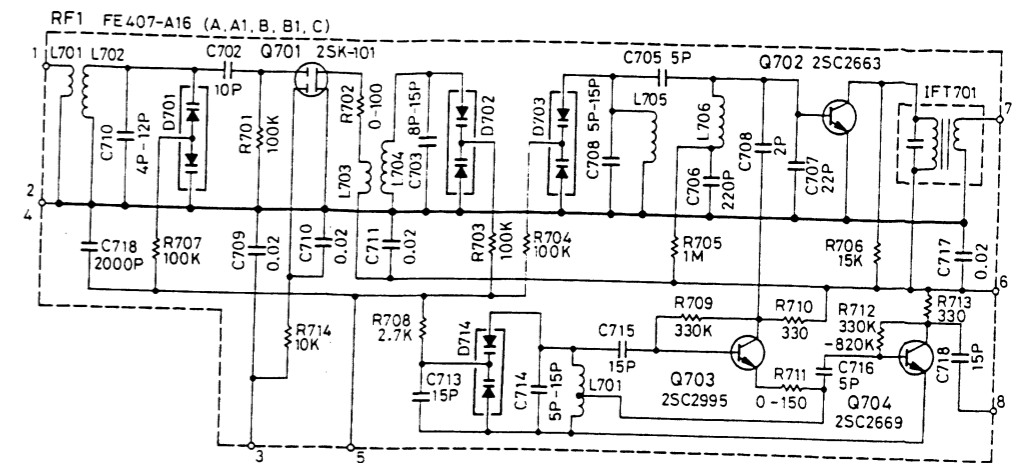 RF1 FE407-A16 (A, A1, B, B1, C)
1
L701 L702
C702
10P
Q701 2SK-101
C705 5P
Q702 2SC2663
IFT701
7
C710
4P-12P
D701
R701
100K
R702
0-100
L703
L704
8P-15P
C703
D702
D703
C708 5P-15P
L705
L706
C706
220P
C708
2P
C707
22P
2
4
C718
2000P
R707
100K
C709
0.02
C710
0.02
C711
0.02
R703
100K
R704
100K
R705
1M
R706
15K
C717
0.02
6
R714
10K
R708
2.7K
D714
C713
15P
C714
5P-15P
C715
15P
L701
R709
330K
R710
330
R712
330K
-820K
R713
330
Q703
2SC2995
R711
0-150
C716
5P
Q704
2SC2669
C718
15P
8
3
5